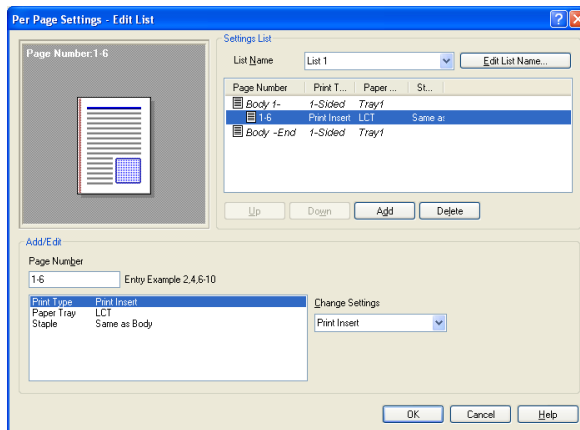 Per Page Settings - Edit List
Page Number:1-6
Settings List
List Name
List 1
Edit List Name...
Page Number Print T... Paper ... St...
Body 1- 1-Sided Tray1
1-6 Print Insert LCT Same as
Body -End 1-Sided Tray1
Up Down Add Delete
Add/Edit
Page Number
1-6 Entry Example 2,4,6-10
Print Type Print Insert
Paper Tray LCT
Staple Same as Body
Change Settings
Print Insert
OK Cancel Help